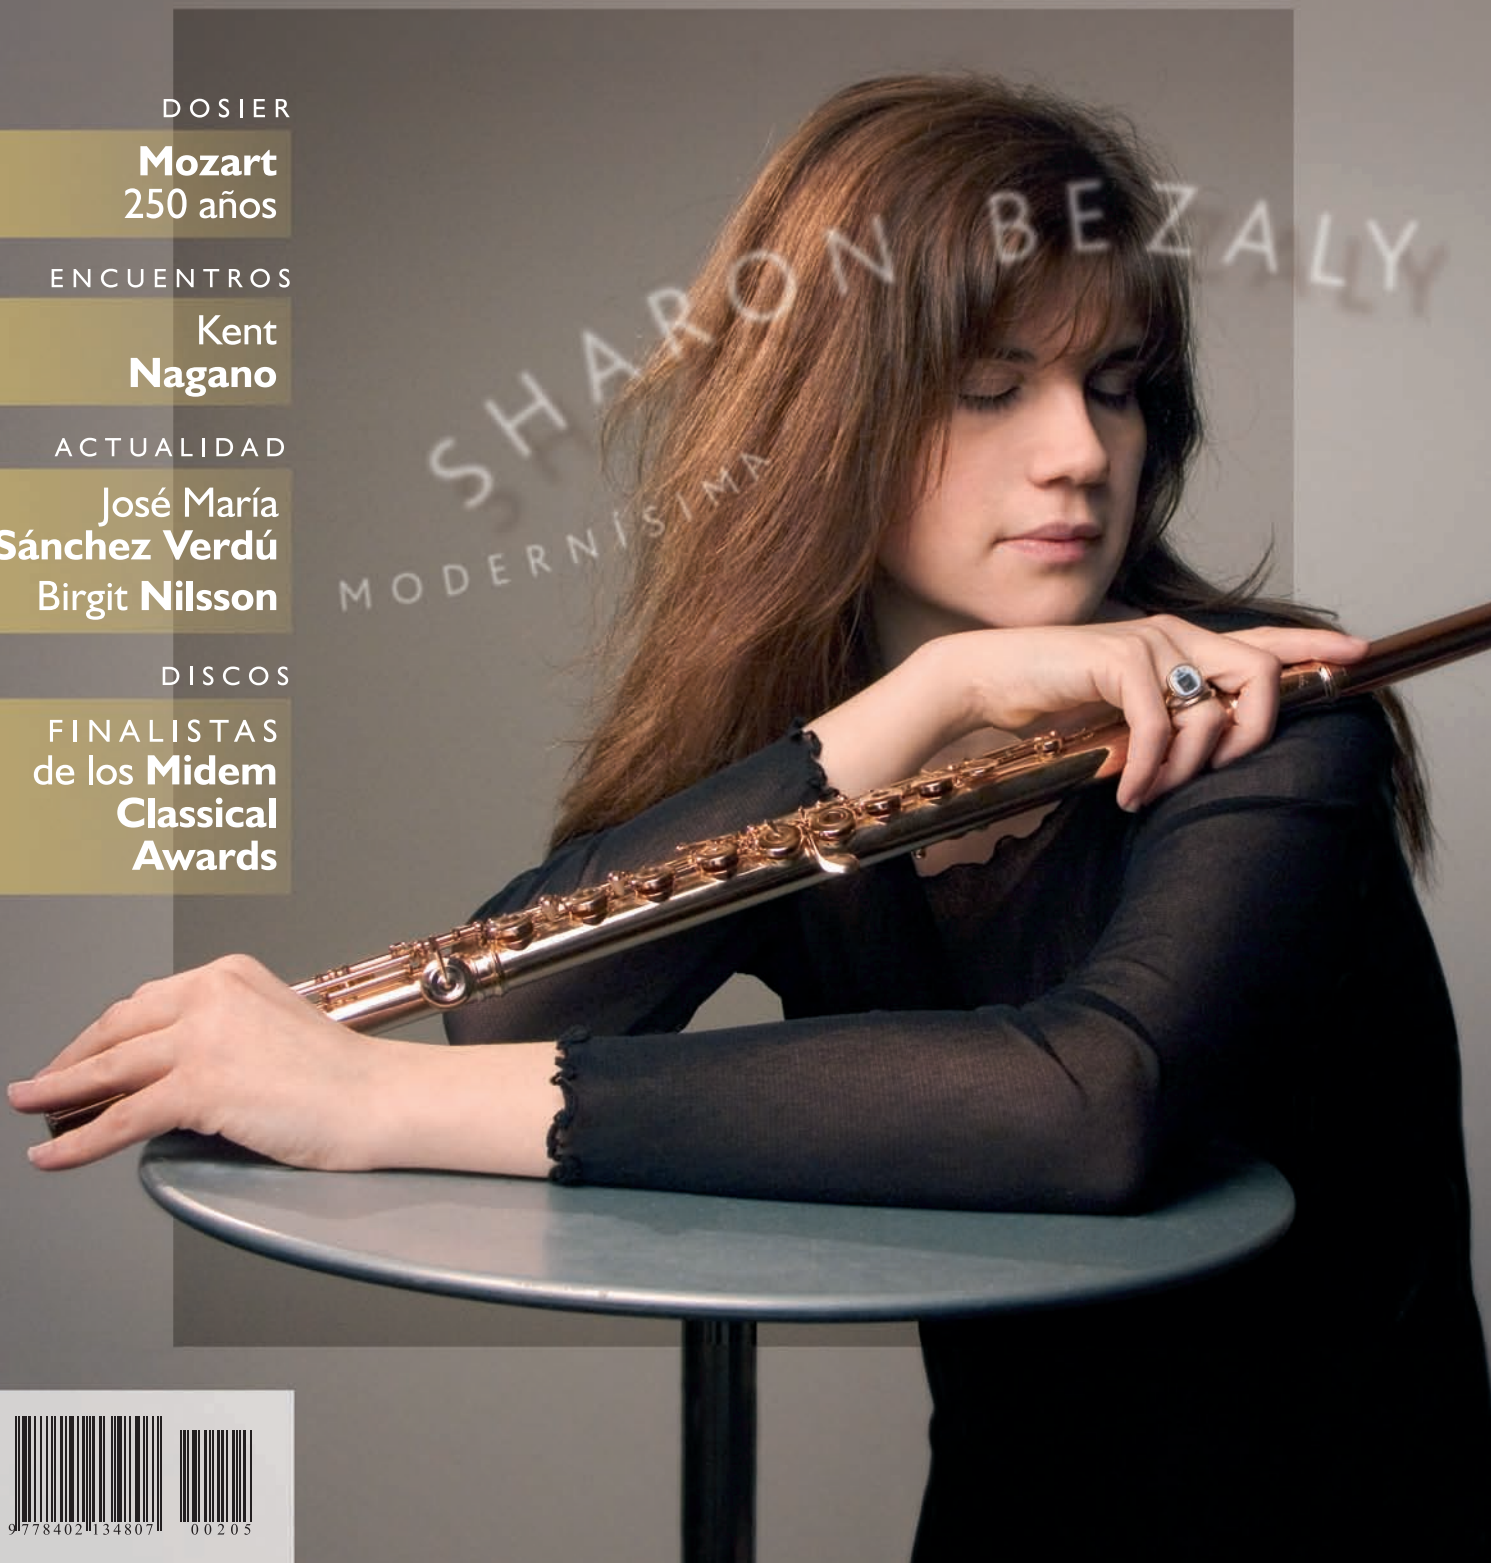 DOSIER
Mozart
250 años
ENCUENTROS
Kent
Nagano
ACTUALIDAD
José María
Sánchez Verdú
Birgit Nilsson
DISCOS
FINALISTAS
de los Midem
Classical
Awards
SHARON BEZALY
MODERNÍSIMA
9 778402 134807 00205